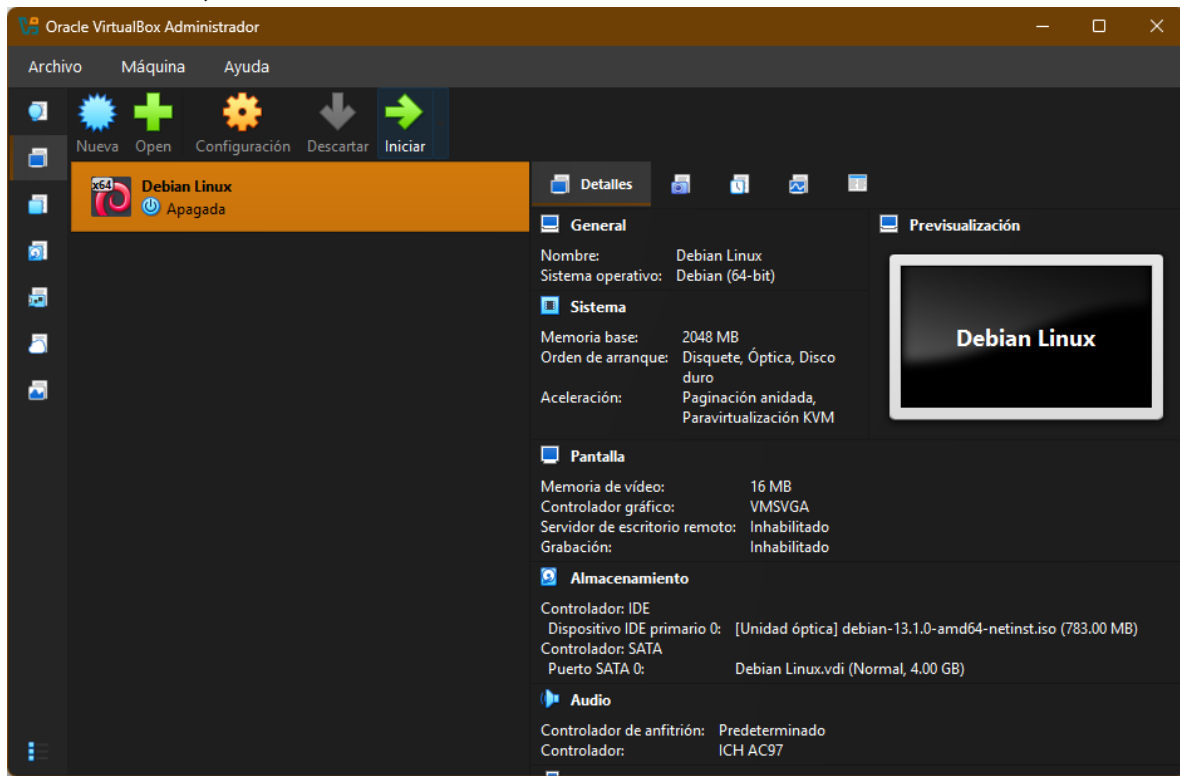 Oracle VirtualBox Administrador
Archivo Máquina Ayuda
Nueva Open Configuración Descartar Iniciar
x64
Debian Linux
Apagada
Detalles
General
Nombre: Debian Linux
Sistema operativo: Debian (64-bit)
Sistema
Memoria base: 2048 MB
Orden de arranque: Disquete, Óptica, Disco
duro
Aceleración: Paginación anidada,
Paravirtualización KVM
Previsualización
Debian Linux
Pantalla
Memoria de vídeo: 16 MB
Controlador gráfico: VMSVGA
Servidor de escritorio remoto: Inhabilitado
Grabación: Inhabilitado
Almacenamiento
Controlador: IDE
Dispositivo IDE primario 0: [Unidad óptica] debian-13.1.0-amd64-netinst.iso (783.00 MB)
Controlador: SATA
Puerto SATA 0: Debian Linux.vdi (Normal, 4.00 GB)
Audio
Controlador de anfitrión: Predeterminado
Controlador: ICH AC97